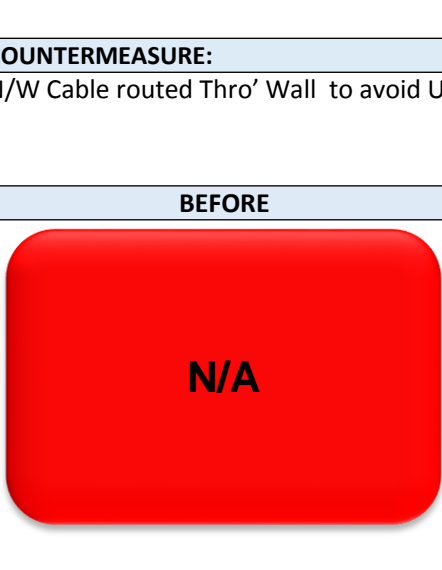 OUNTERMEASURE:
/W Cable routed Thro' Wall to avoid U
BEFORE
N/A